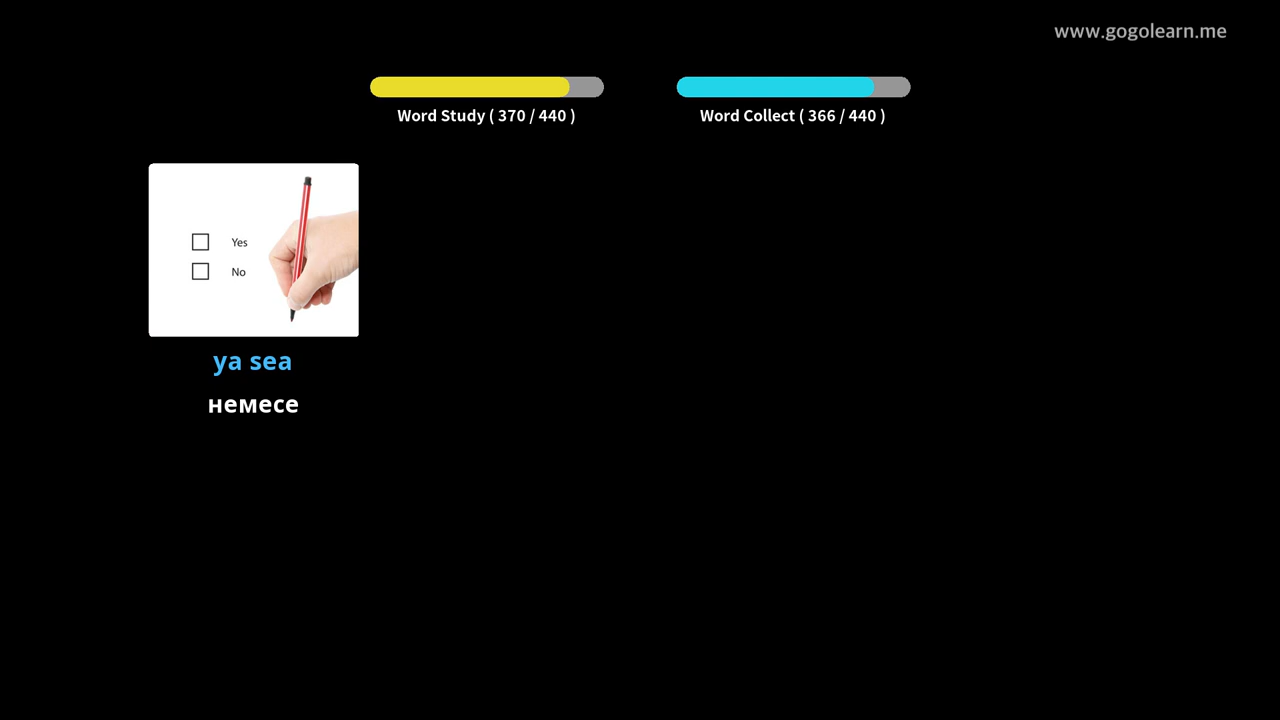 www.gogolearn.me
Word Study ( 370 / 440 )
Word Collect ( 366 / 440 )
Yes
No
ya sea
немесе